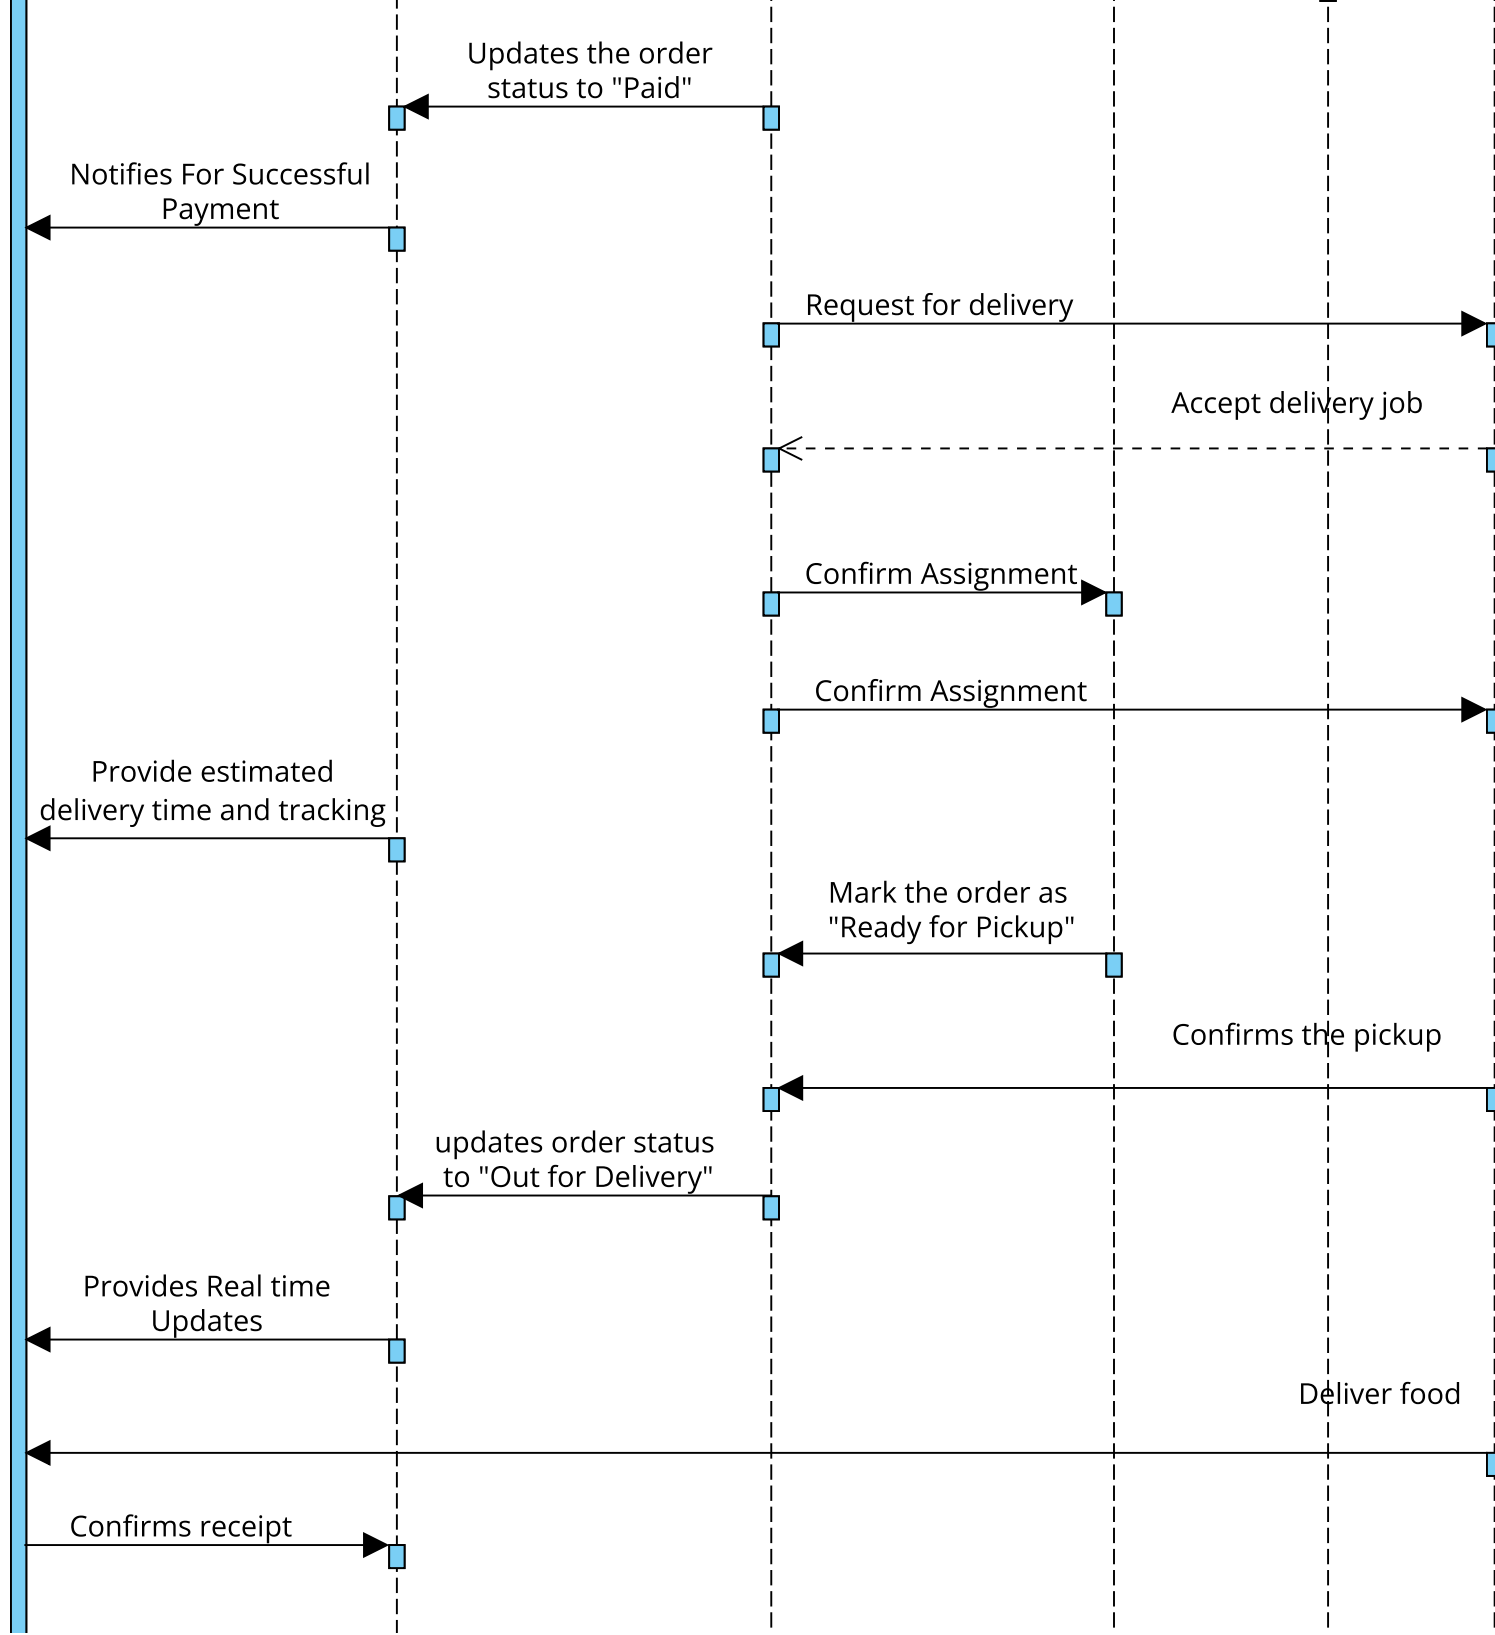 Updates the order
status to "Paid"
Notifies For Successful
Payment
Request for delivery
Accept delivery job
Confirm Assignment
Confirm Assignment
Provide estimated
delivery time and tracking
Mark the order as
"Ready for Pickup"
Confirms the pickup
updates order status
to "Out for Delivery"
Provides Real time
Updates
Deliver food
Confirms receipt